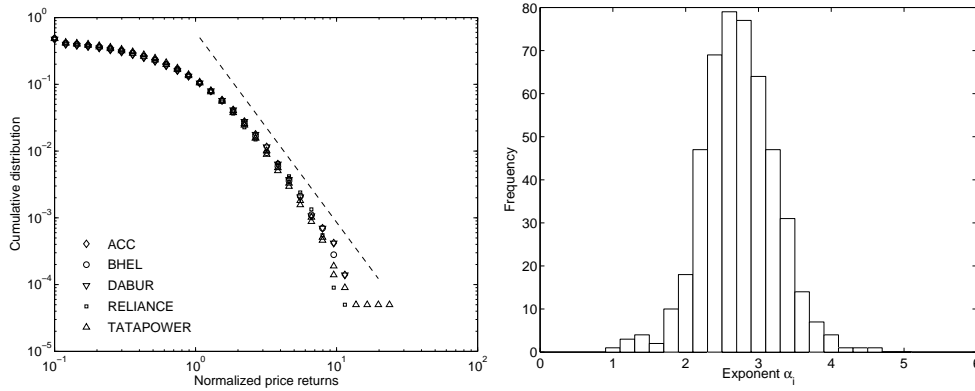 10^0
10^-1
10^-2
10^-3
10^-4
10^-5
Cumulative distribution
ACC
BHEL
DABUR
RELIANCE
TATAPOWER
10^-1
10^0
10^1
10^2
Normalized price returns
80
70
60
50
40
30
20
10
0
Frequency
0
1
2
3
4
5
6
Exponent α_i